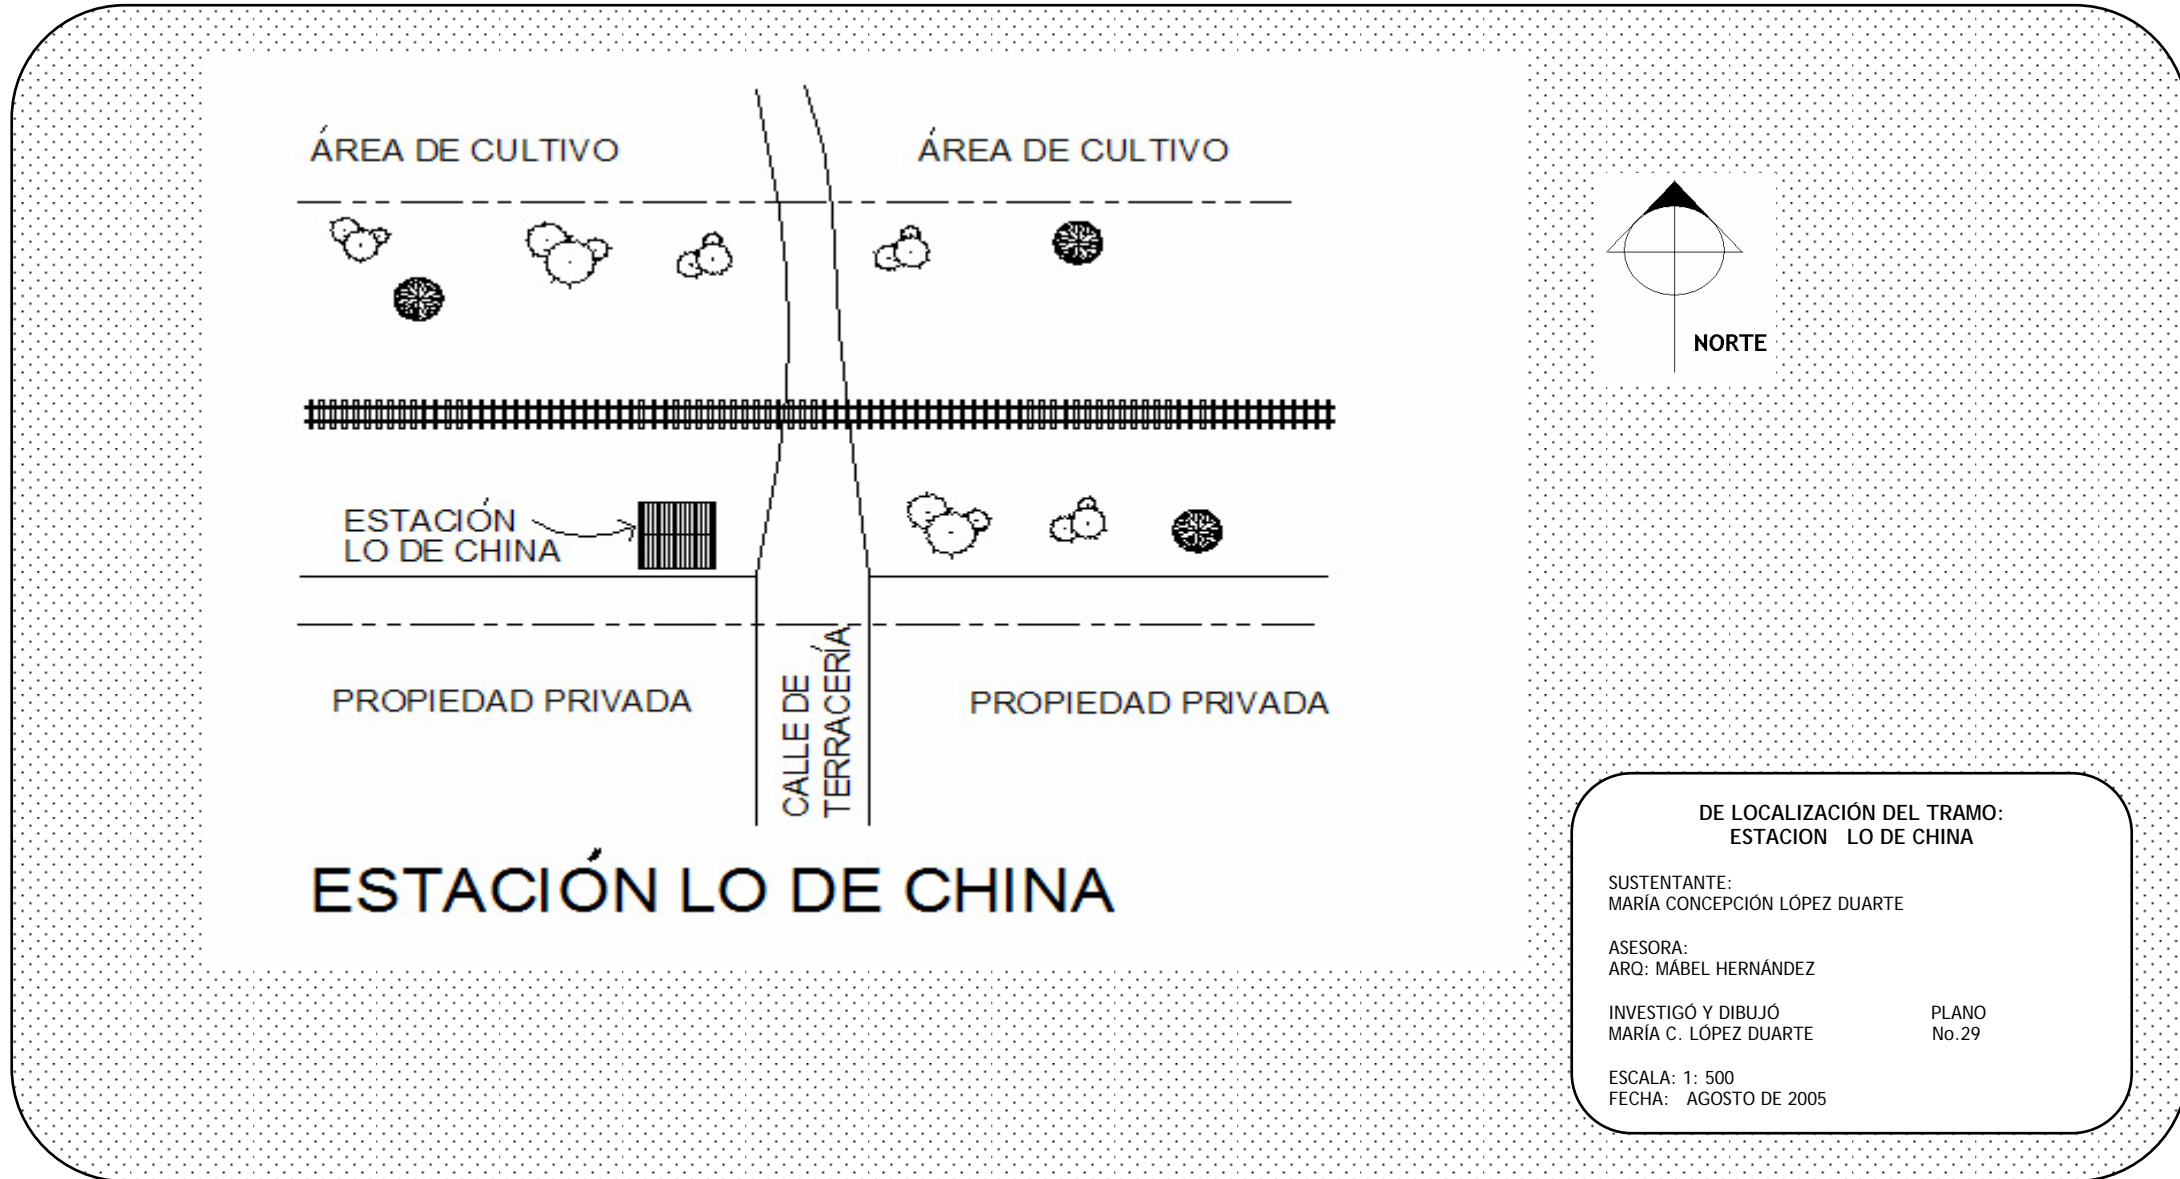 ÁREA DE CULTIVO
ÁREA DE CULTIVO
NORTE
ESTACIÓN
LO DE CHINA
PROPIEDAD PRIVADA
CALLE DE
TERRACERÍA
PROPIEDAD PRIVADA
ESTACIÓN LO DE CHINA
DE LOCALIZACIÓN DEL TRAMO:
ESTACION LO DE CHINA
SUSTENTANTE:
MARÍA CONCEPCIÓN LÓPEZ DUARTE
ASESORA:
ARQ: MÁBEL HERNÁNDEZ
INVESTIGÓ Y DIBUJÓ PLANO
MARÍA C. LÓPEZ DUARTE No.29
ESCALA: 1: 500
FECHA: AGOSTO DE 2005